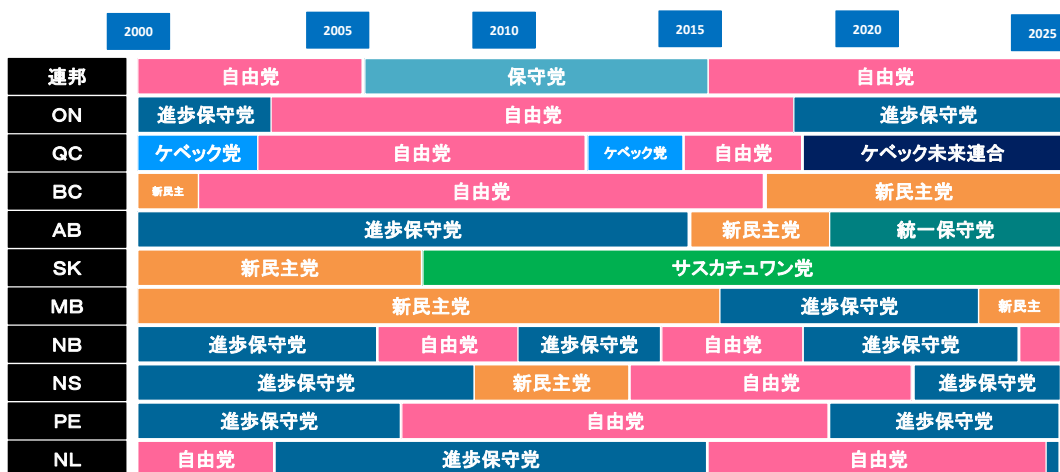 2000 2005 2010 2015 2020 2025
連邦 自由党 保守党 自由党
ON 進歩保守党 自由党 進歩保守党
QC ケベック党 自由党 ケベック党 自由党 ケベック未来連合
BC 新民主 自由党 新民主党
AB 進歩保守党 新民主党 統一保守党
SK 新民主党 サスカチュワン党
MB 新民主党 進歩保守党 新民主
NB 進歩保守党 自由党 進歩保守党 自由党 進歩保守党
NS 進歩保守党 新民主党 自由党 進歩保守党
PE 進歩保守党 自由党 進歩保守党
NL 自由党 進歩保守党 自由党